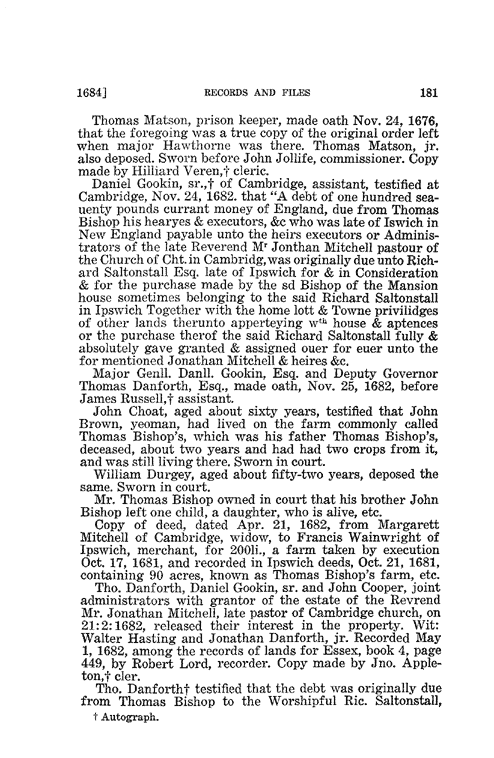 1684] RECORDS AND FILES 181
Thomas Matson, prison keeper, made oath Nov. 24, 1676,
that the foregoing was a true copy of the original order left
when major Hawthorne was there. Thomas Matson, jr.
also deposed. Sworn before John Jollife, commissioner. Copy
made by Hilliard Veren,† cleric.
Daniel Gookin, sr.,† of Cambridge, assistant, testified at
Cambridge, Nov. 24, 1682. that "A debt of one hundred sea-
uenty pounds currant money of England, due from Thomas
Bishop his hearyes & executors, &c who was late of Iswich in
New England payable unto the heirs executors or Adminis-
trators of the late Reverend Mʳ Jonthan Mitchell pastour of
the Church of Cht. in Cambridg, was originally due unto Rich-
ard Saltonstall Esq. late of Ipswich for & in Consideration
& for the purchase made by the sd Bishop of the Mansion
house sometimes belonging to the said Richard Saltonstall
in Ipswich Together with the home lott & Towne privilidges
of other lands therunto apperteying wᵗʰ house & aptences
or the purchase therof the said Richard Saltonstall fully &
absolutely gave granted & assigned ouer for euer unto the
for mentioned Jonathan Mitchell & heires &c.
Major Genll. Danll. Gookin, Esq. and Deputy Governor
Thomas Danforth, Esq., made oath, Nov. 25, 1682, before
James Russell,† assistant.
John Choat, aged about sixty years, testified that John
Brown, yeoman, had lived on the farm commonly called
Thomas Bishop's, which was his father Thomas Bishop's,
deceased, about two years and had had two crops from it,
and was still living there. Sworn in court.
William Durgey, aged about fifty-two years, deposed the
same. Sworn in court.
Mr. Thomas Bishop owned in court that his brother John
Bishop left one child, a daughter, who is alive, etc.
Copy of deed, dated Apr. 21, 1682, from Margarett
Mitchell of Cambridge, widow, to Francis Wainwright of
Ipswich, merchant, for 200li., a farm taken by execution
Oct. 17, 1681, and recorded in Ipswich deeds, Oct. 21, 1681,
containing 90 acres, known as Thomas Bishop's farm, etc.
Tho. Danforth, Daniel Gookin, sr. and John Cooper, joint
administrators with grantor of the estate of the Revrend
Mr. Jonathan Mitchell, late pastor of Cambridge church, on
21:2:1682, released their interest in the property. Wit:
Walter Hasting and Jonathan Danforth, jr. Recorded May
1, 1682, among the records of lands for Essex, book 4, page
449, by Robert Lord, recorder. Copy made by Jno. Apple-
ton,† cler.
Tho. Danforth† testified that the debt was originally due
from Thomas Bishop to the Worshipful Ric. Saltonstall,
† Autograph.